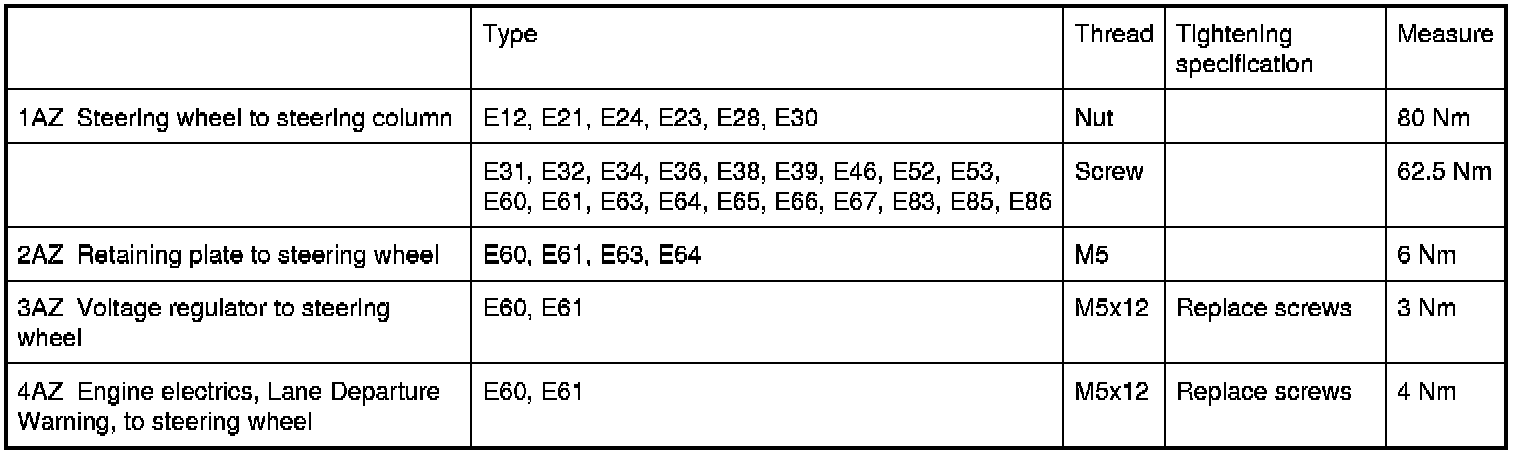 Type Thread Tightening Measure
specification
1AZ Steering wheel to steering column E12, E21, E24, E23, E28, E30 Nut 80 Nm
E31, E32, E34, E36, E38, E39, E46, E52, E53, Screw 62.5 Nm
E60, E61, E63, E64, E65, E66, E67, E83, E85, E86
2AZ Retaining plate to steering wheel E60, E61, E63, E64 M5 6 Nm
3AZ Voltage regulator to steering E60, E61 M5x12 Replace screws 3 Nm
wheel
4AZ Engine electrics, Lane Departure E60, E61 M5x12 Replace screws 4 Nm
Warning, to steering wheel